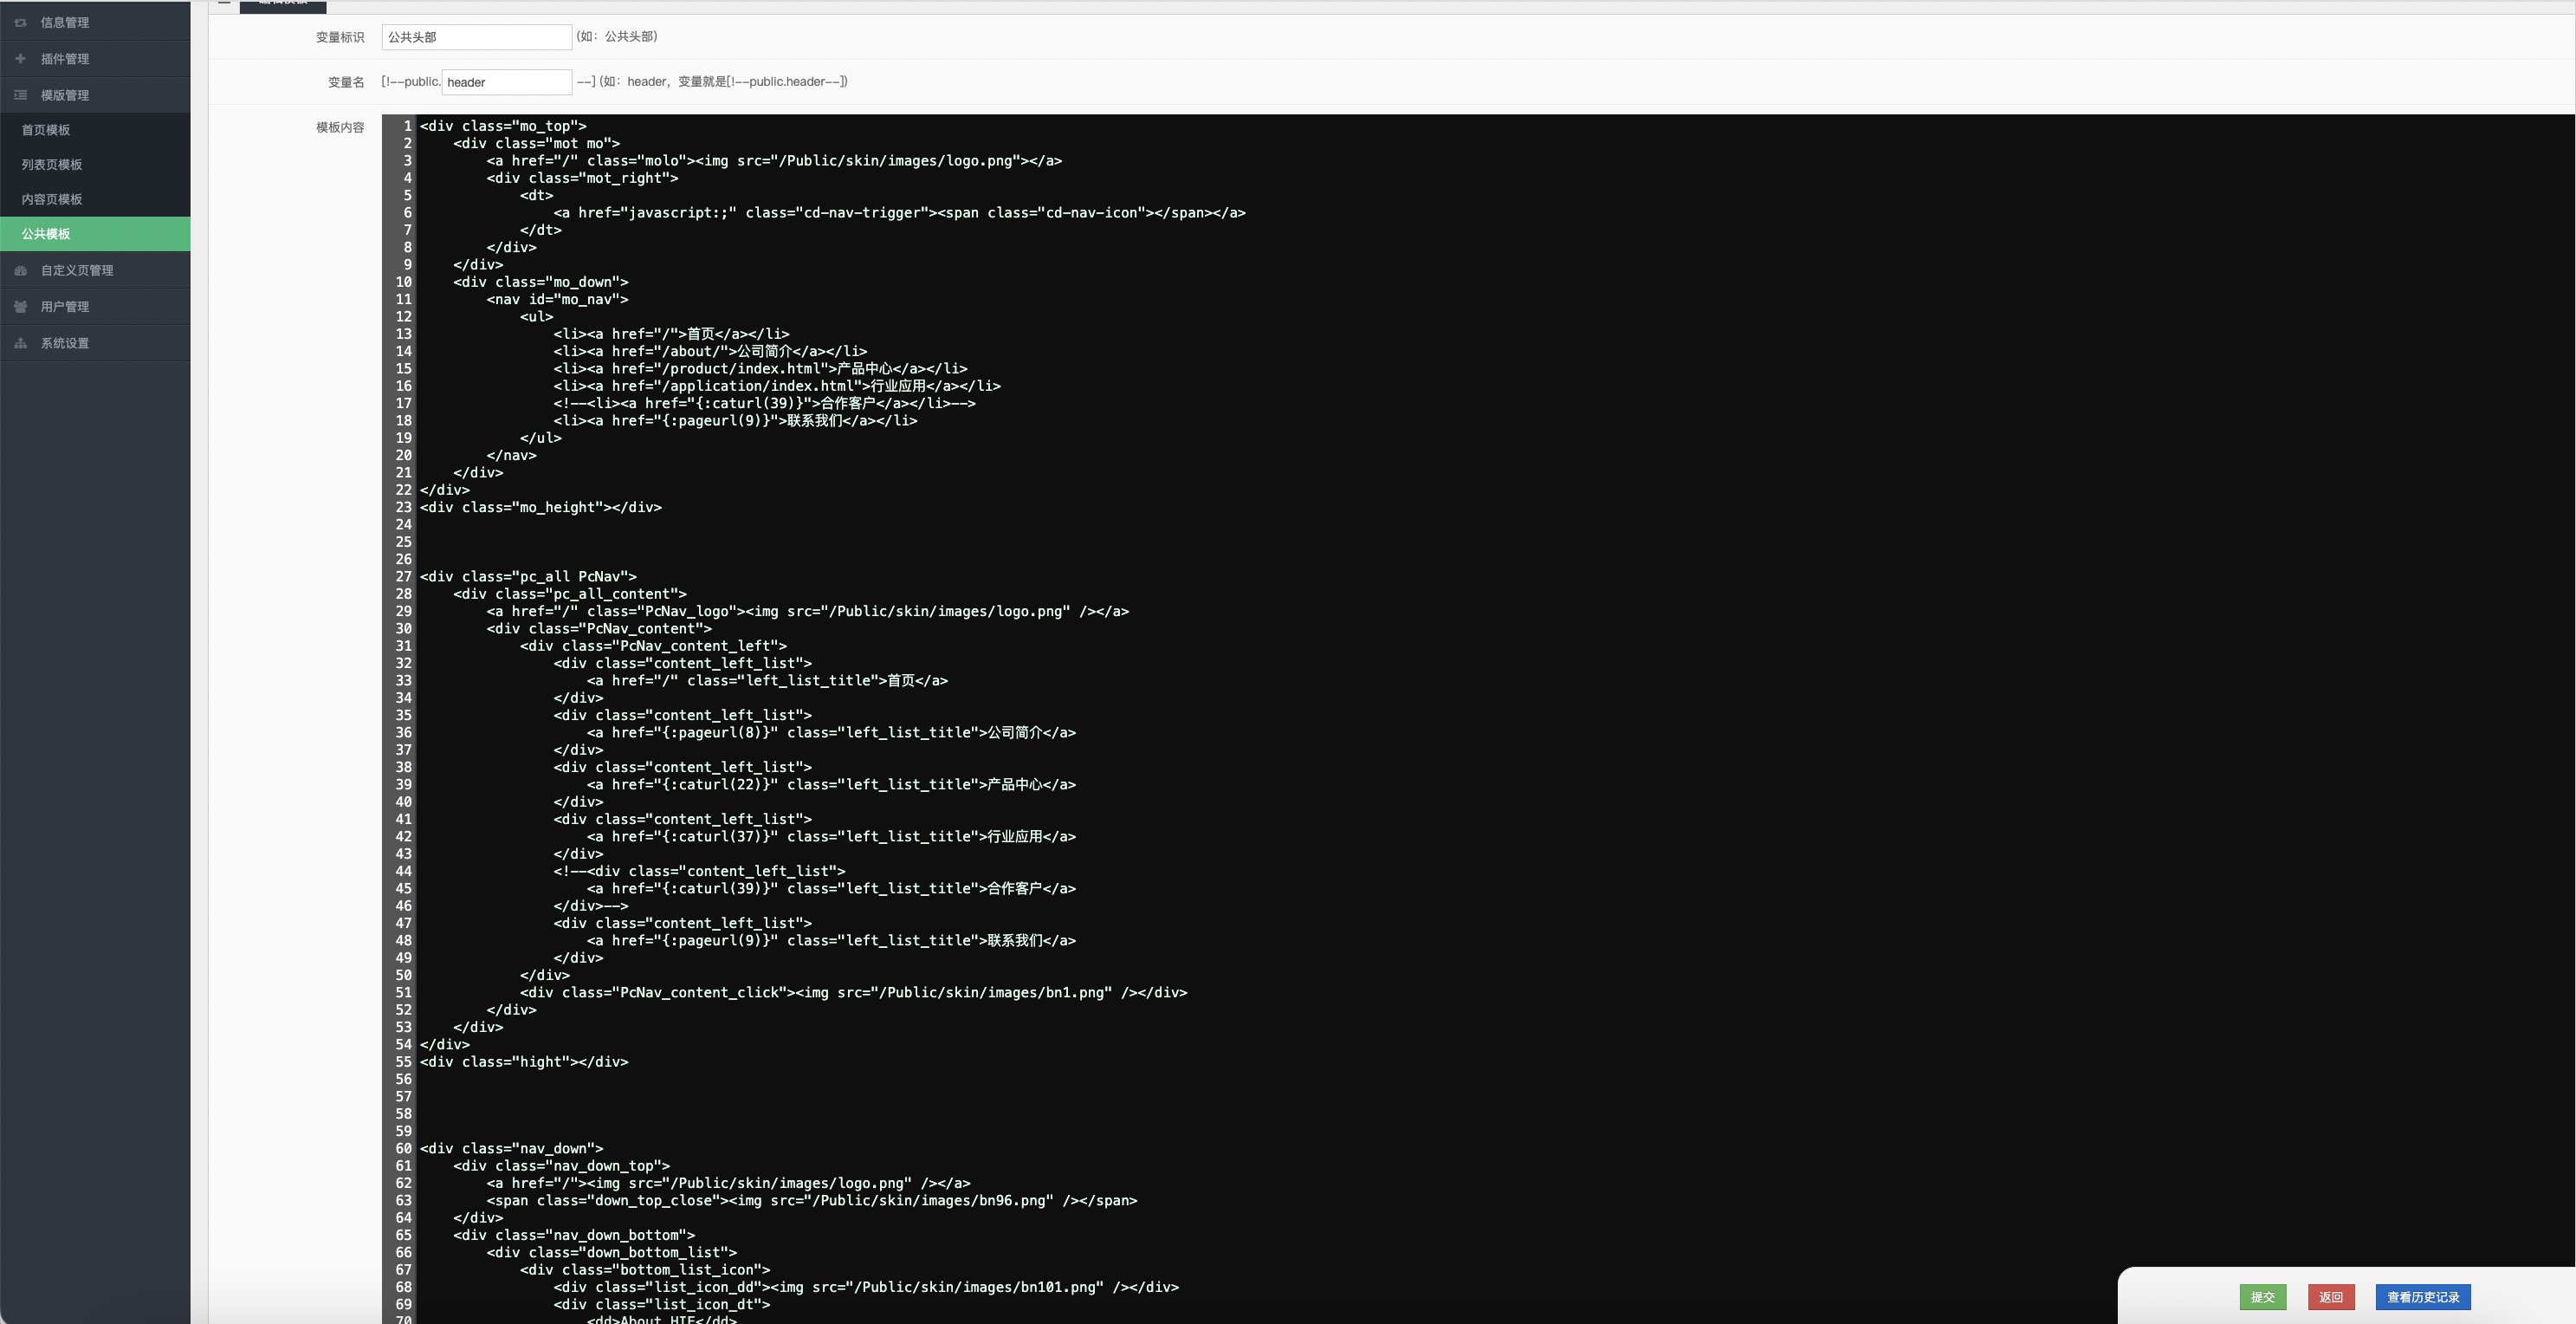 信息管理
插件管理
模版管理
首页模板
列表页模板
内容页模板
公共模板
自定义页管理
用户管理
系统设置
变量标识 公共头部 (如：公共头部)
变量名 [!--public. header --] (如：header，变量就是[!--public.header--])
模板内容
1 <div class="mo_top">
2 <div class="mot mo">
3 <a href="/" class="molo"><img src="/Public/skin/images/logo.png"></a>
4 <div class="mot_right">
5 <dt>
6 <a href="javascript:;" class="cd-nav-trigger"><span class="cd-nav-icon"></span></a>
7 </dt>
8 </div>
9 </div>
10 <div class="mo_down">
11 <nav id="mo_nav">
12 <ul>
13 <li><a href="/">首页</a></li>
14 <li><a href="/about/">公司简介</a></li>
15 <li><a href="/product/index.html">产品中心</a></li>
16 <li><a href="/application/index.html">行业应用</a></li>
17 <!--<li><a href="{:caturl(39)}">合作客户</a></li>-->
18 <li><a href="{:pageurl(9)}">联系我们</a></li>
19 </ul>
20 </nav>
21 </div>
22 </div>
23 <div class="mo_height"></div>
24
25
26
27 <div class="pc_all PcNav">
28 <div class="pc_all_content">
29 <a href="/" class="PcNav_logo"><img src="/Public/skin/images/logo.png" /></a>
30 <div class="PcNav_content">
31 <div class="PcNav_content_left">
32 <div class="content_left_list">
33 <a href="/" class="left_list_title">首页</a>
34 </div>
35 <div class="content_left_list">
36 <a href="{:pageurl(8)}" class="left_list_title">公司简介</a>
37 </div>
38 <div class="content_left_list">
39 <a href="{:caturl(22)}" class="left_list_title">产品中心</a>
40 </div>
41 <div class="content_left_list">
42 <a href="{:caturl(37)}" class="left_list_title">行业应用</a>
43 </div>
44 <!--<div class="content_left_list">
45 <a href="{:caturl(39)}" class="left_list_title">合作客户</a>
46 </div>-->
47 <div class="content_left_list">
48 <a href="{:pageurl(9)}" class="left_list_title">联系我们</a>
49 </div>
50 </div>
51 <div class="PcNav_content_click"><img src="/Public/skin/images/bn1.png" /></div>
52 </div>
53 </div>
54 </div>
55 <div class="hight"></div>
56
57
58
59
60 <div class="nav_down">
61 <div class="nav_down_top">
62 <a href="/"><img src="/Public/skin/images/logo.png" /></a>
63 <span class="down_top_close"><img src="/Public/skin/images/bn96.png" /></span>
64 </div>
65 <div class="nav_down_bottom">
66 <div class="down_bottom_list">
67 <div class="bottom_list_icon">
68 <div class="list_icon_dd"><img src="/Public/skin/images/bn101.png" /></div>
69 <div class="list_icon_dt">
70 <dd>About
提交
返回
查看历史记录